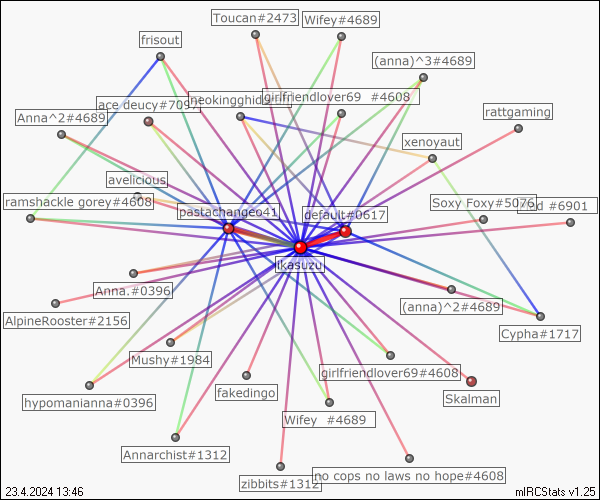 Toucan#2473
Wifey#4689
frisout
(anna)^3#4689
ace deucy#7097
neokingghidora
girlfriendlover69 #4608
rattgaming
Anna^2#4689
xenoyaut
avelicious
ramshackle gorey#4608
pastachangeo41
default#0617
Soxy Foxy#5076
#6901
ikasuzu
Anna.#0396
(anna)^2#4689
AlpineRooster#2156
Cypha#1717
Mushy#1984
girlfriendlover69#4608
fakedingo
Skalman
hypomanianna#0396
Wifey #4689
Annarchist#1312
zibbits#1312
no cops no laws no hope#4608
23.4.2024 13:46
mIRCStats v1.25